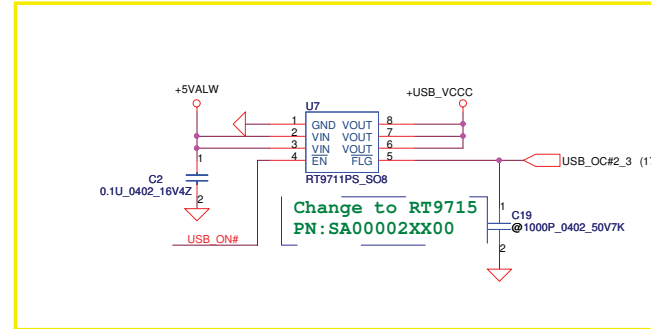 +5VALW
+USB_VCCC
U7
1 GND VOUT 8
2 VIN VOUT 7
3 VIN VOUT 6
4 EN FLG 5
RT9711PS_SO8
USB_OC#2_3 (1
1
C2
0.1U_0402_16V4Z
2
Change to RT9715
PN:SA00002XX00
1
C19
@1000P_0402_50V7K
2
USB_ON#